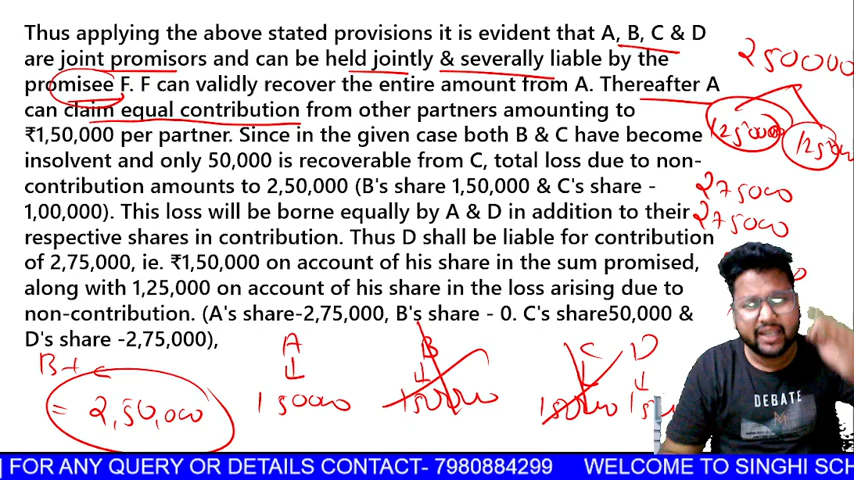 Thus applying the above stated provisions it is evident that A, B, C & D
are joint promisors and can be held jointly & severally liable by the
promisee F. F can validly recover the entire amount from A. Thereafter A
can claim equal contribution from other partners amounting to
₹1,50,000 per partner. Since in the given case both B & C have become
insolvent and only 50,000 is recoverable from C, total loss due to non-
contribution amounts to 2,50,000 (B's share 1,50,000 & C's share -
1,00,000). This loss will be borne equally by A & D in addition to their
respective shares in contribution. Thus D shall be liable for contribution
of 2,75,000, ie. ₹1,50,000 on account of his share in the sum promised,
along with 1,25,000 on account of his share in the loss arising due to
non-contribution. (A's share-2,75,000, B's share - 0. C's share50,000 &
D's share -2,75,000),
250000
125000 125000
275000
275000
A B C D
B+C
150000 150000 150000
= 2,50,000
DEBATE
FOR ANY QUERY OR DETAILS CONTACT- 7980884299 WELCOME TO SINGHI SCH